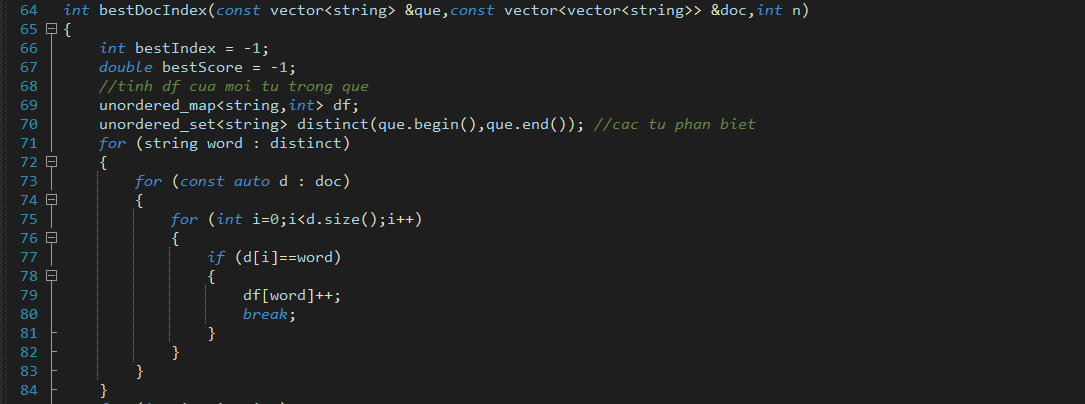 64 int bestDocIndex(const vector<string> &que,const vector<vector<string>> &doc,int n)
65 {
66     int bestIndex = -1;
67     double bestScore = -1;
68     //tinh df cua moi tu trong que
69     unordered_map<string,int> df;
70     unordered_set<string> distinct(que.begin(),que.end()); //cac tu phan biet
71     for (string word : distinct)
72     {
73         for (const auto d : doc)
74         {
75             for (int i=0;i<d.size();i++)
76             {
77                 if (d[i]==word)
78                 {
79                     df[word]++;
80                     break;
81                 }
82             }
83         }
84     }